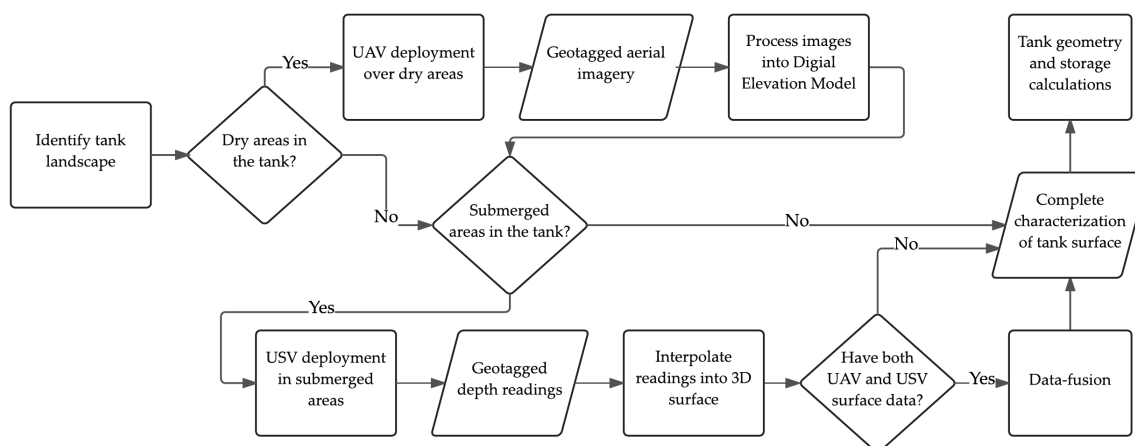 Identify tank
landscape
Dry areas in
the tank?
Yes
No
UAV deployment
over dry areas
Geotagged aerial
imagery
Process images
into Digial
Elevation Model
Submerged
areas in the tank?
No
Yes
USV deployment
in submerged
areas
Geotagged
depth readings
Interpolate
readings into 3D
surface
Have both
UAV and USV
surface data?
No
Yes
Data-fusion
Complete
characterization
of tank surface
Tank geometry
and storage
calculations